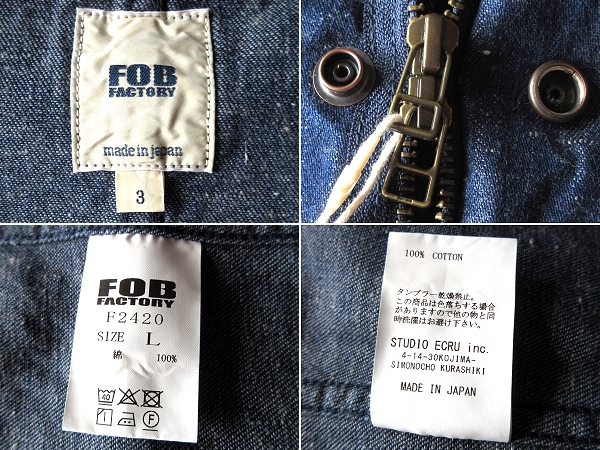 FOB
FACTORY
made in japan
3
FOB
FACTORY
F2420
SIZE L
綿 100%
40
100% COTTON
タンブラー乾燥禁止。
この商品は色落ちする場合
がありますので他の物と同
時洗濯はお避け下さい。
STUDIO ECRU inc.
4-14-30KOJIMA-
SIMONOCHO KURASHIKI
MADE IN JAPAN